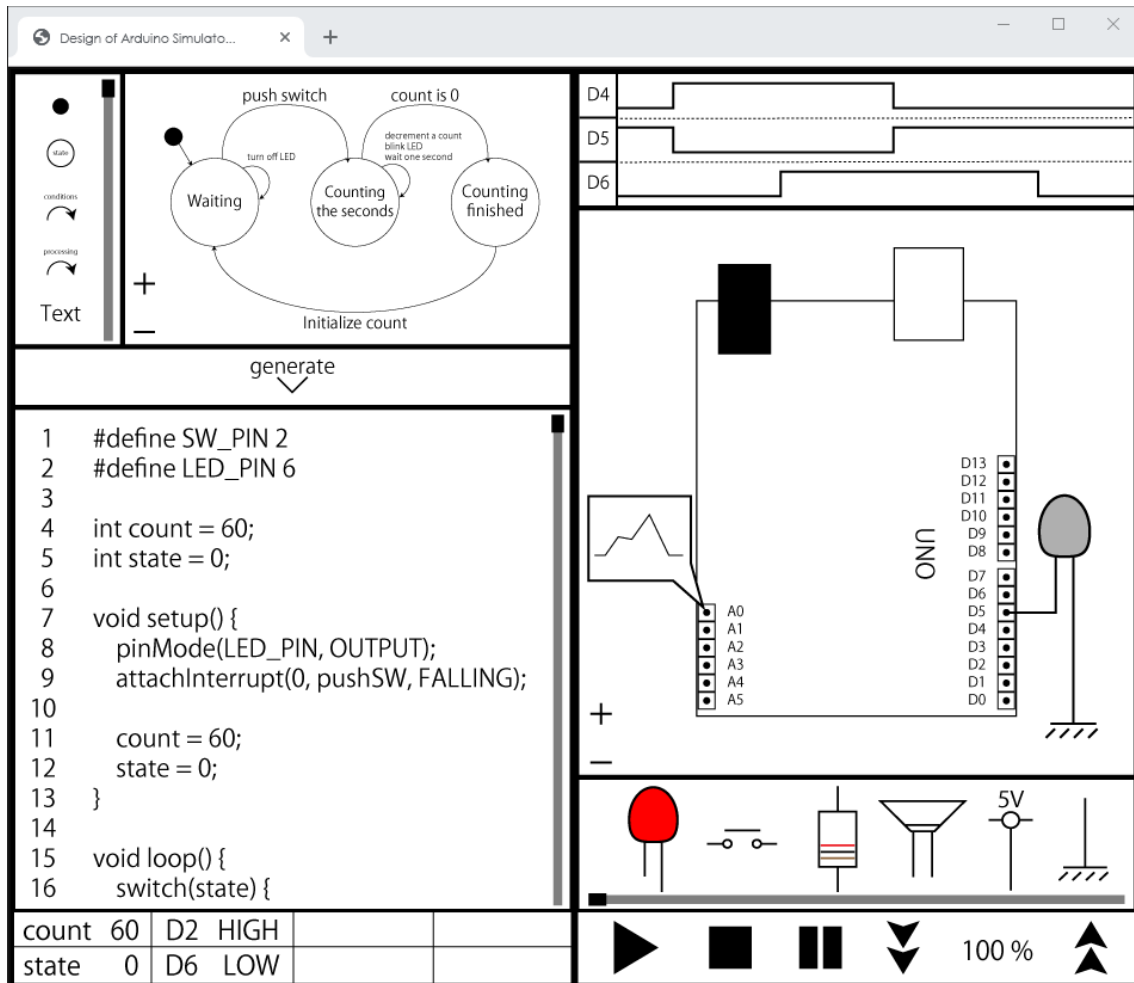 Design of Arduino Simulato...
state
conditions
processing
Text
push switch
count is 0
turn off LED
decrement a count
blink LED
wait one second
Waiting
Counting
the seconds
Counting
finished
Initialize count
+
−
generate
1 #define SW_PIN 2
2 #define LED_PIN 6
3
4 int count = 60;
5 int state = 0;
6
7 void setup() {
8 pinMode(LED_PIN, OUTPUT);
9 attachInterrupt(0, pushSW, FALLING);
10
11 count = 60;
12 state = 0;
13 }
14
15 void loop() {
16 switch(state) {
count 60 D2 HIGH
state 0 D6 LOW
D4
D5
D6
D13
D12
D11
D10
D9
D8
UNO
D7
D6
D5
D4
D3
D2
D1
D0
A0
A1
A2
A3
A4
A5
+
−
5V
100 %